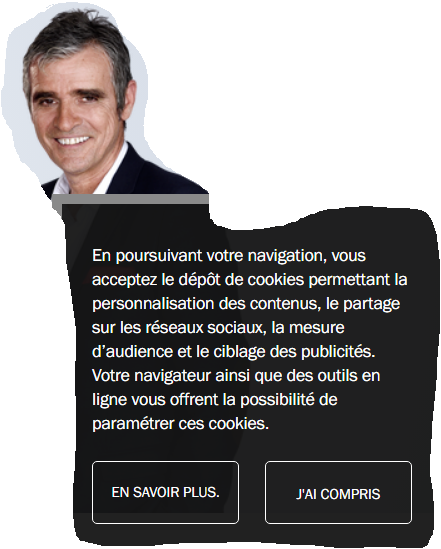 En poursuivant votre navigation, vous
acceptez le dépôt de cookies permettant la
personnalisation des contenus, le partage
sur les réseaux sociaux, la mesure
d’audience et le ciblage des publicités.
Votre navigateur ainsi que des outils en
ligne vous offrent la possibilité de
paramétrer ces cookies.
EN SAVOIR PLUS.
J'AI COMPRIS